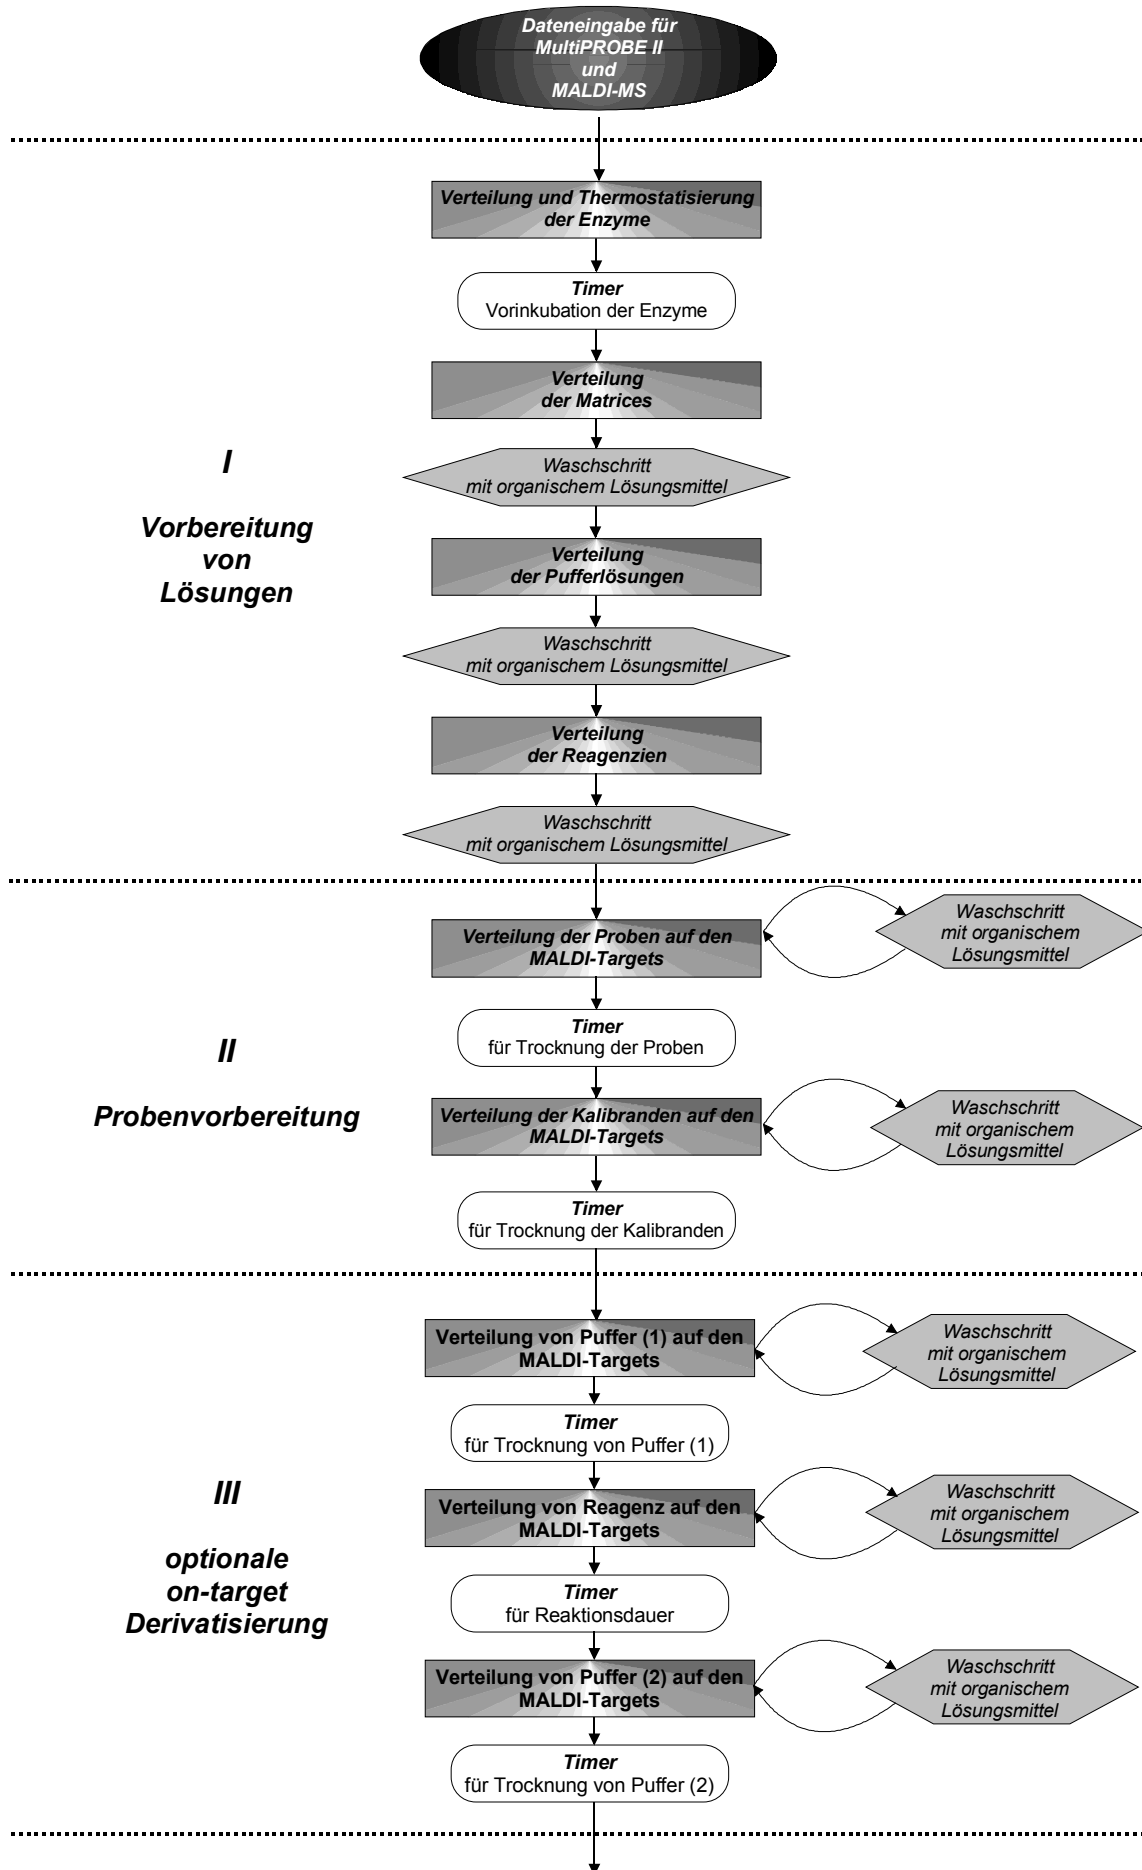 Dateneingabe für
MultiPROBE II
und
MALDI-MS
Verteilung und Thermostatisierung
der Enzyme
Timer
Vorinkubation der Enzyme
Verteilung
der Matrices
I
Vorbereitung
von
Lösungen
Waschschritt
mit organischem Lösungsmittel
Verteilung
der Pufferlösungen
Waschschritt
mit organischem Lösungsmittel
Verteilung
der Reagenzien
Waschschritt
mit organischem Lösungsmittel
Verteilung der Proben auf den
MALDI-Targets
Waschschritt
mit organischem
Lösungsmittel
II
Probenvorbereitung
Timer
für Trocknung der Proben
Verteilung der Kalibranden auf den
MALDI-Targets
Waschschritt
mit organischem
Lösungsmittel
Timer
für Trocknung der Kalibranden
Verteilung von Puffer (1) auf den
MALDI-Targets
Waschschritt
mit organischem
Lösungsmittel
Timer
für Trocknung von Puffer (1)
III
optionale
on-target
Derivatisierung
Verteilung von Reagenz auf den
MALDI-Targets
Waschschritt
mit organischem
Lösungsmittel
Timer
für Reaktionsdauer
Verteilung von Puffer (2) auf den
MALDI-Targets
Waschschritt
mit organischem
Lösungsmittel
Timer
für Trocknung von Puffer (2)